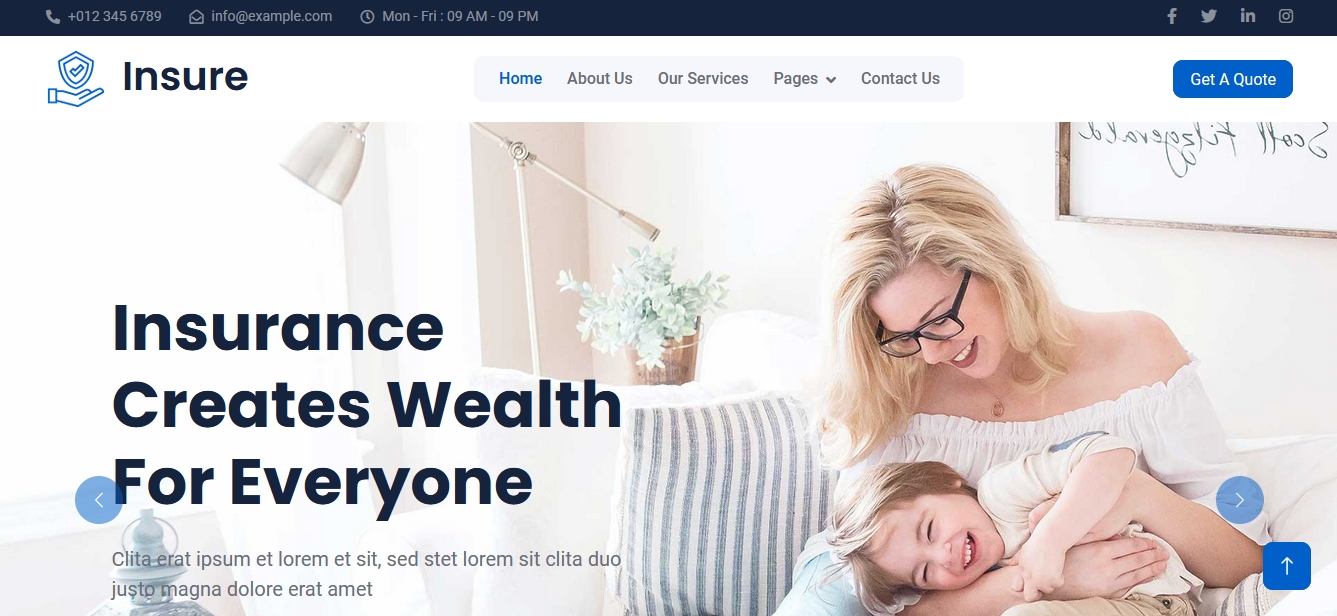 +012 345 6789 info@example.com Mon - Fri : 09 AM - 09 PM
Insure
Home About Us Our Services Pages Contact Us
Get A Quote
Scott Fitzgerald
Insurance
Creates Wealth
For Everyone
Clita erat ipsum et lorem et sit, sed stet lorem sit clita duo
justo magna dolore erat amet